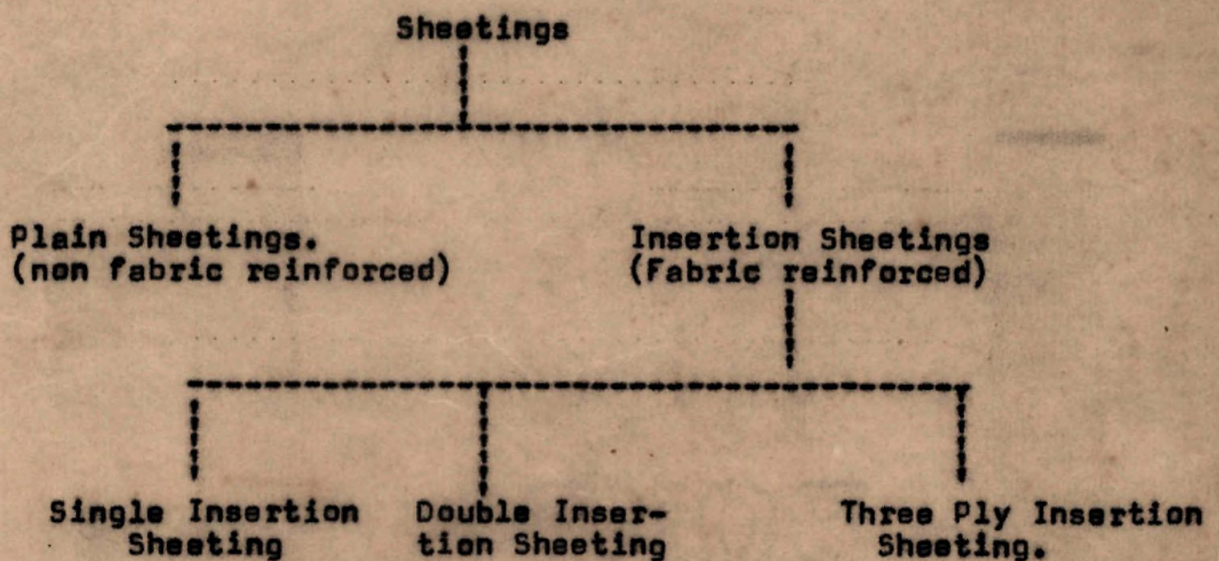 Sheetings
Plain Sheetings.
(non fabric reinforced)
Insertion Sheetings
(Fabric reinforced)
Single Insertion
Sheeting
Double Inser-
tion Sheeting
Three Ply Insertion
Sheeting.